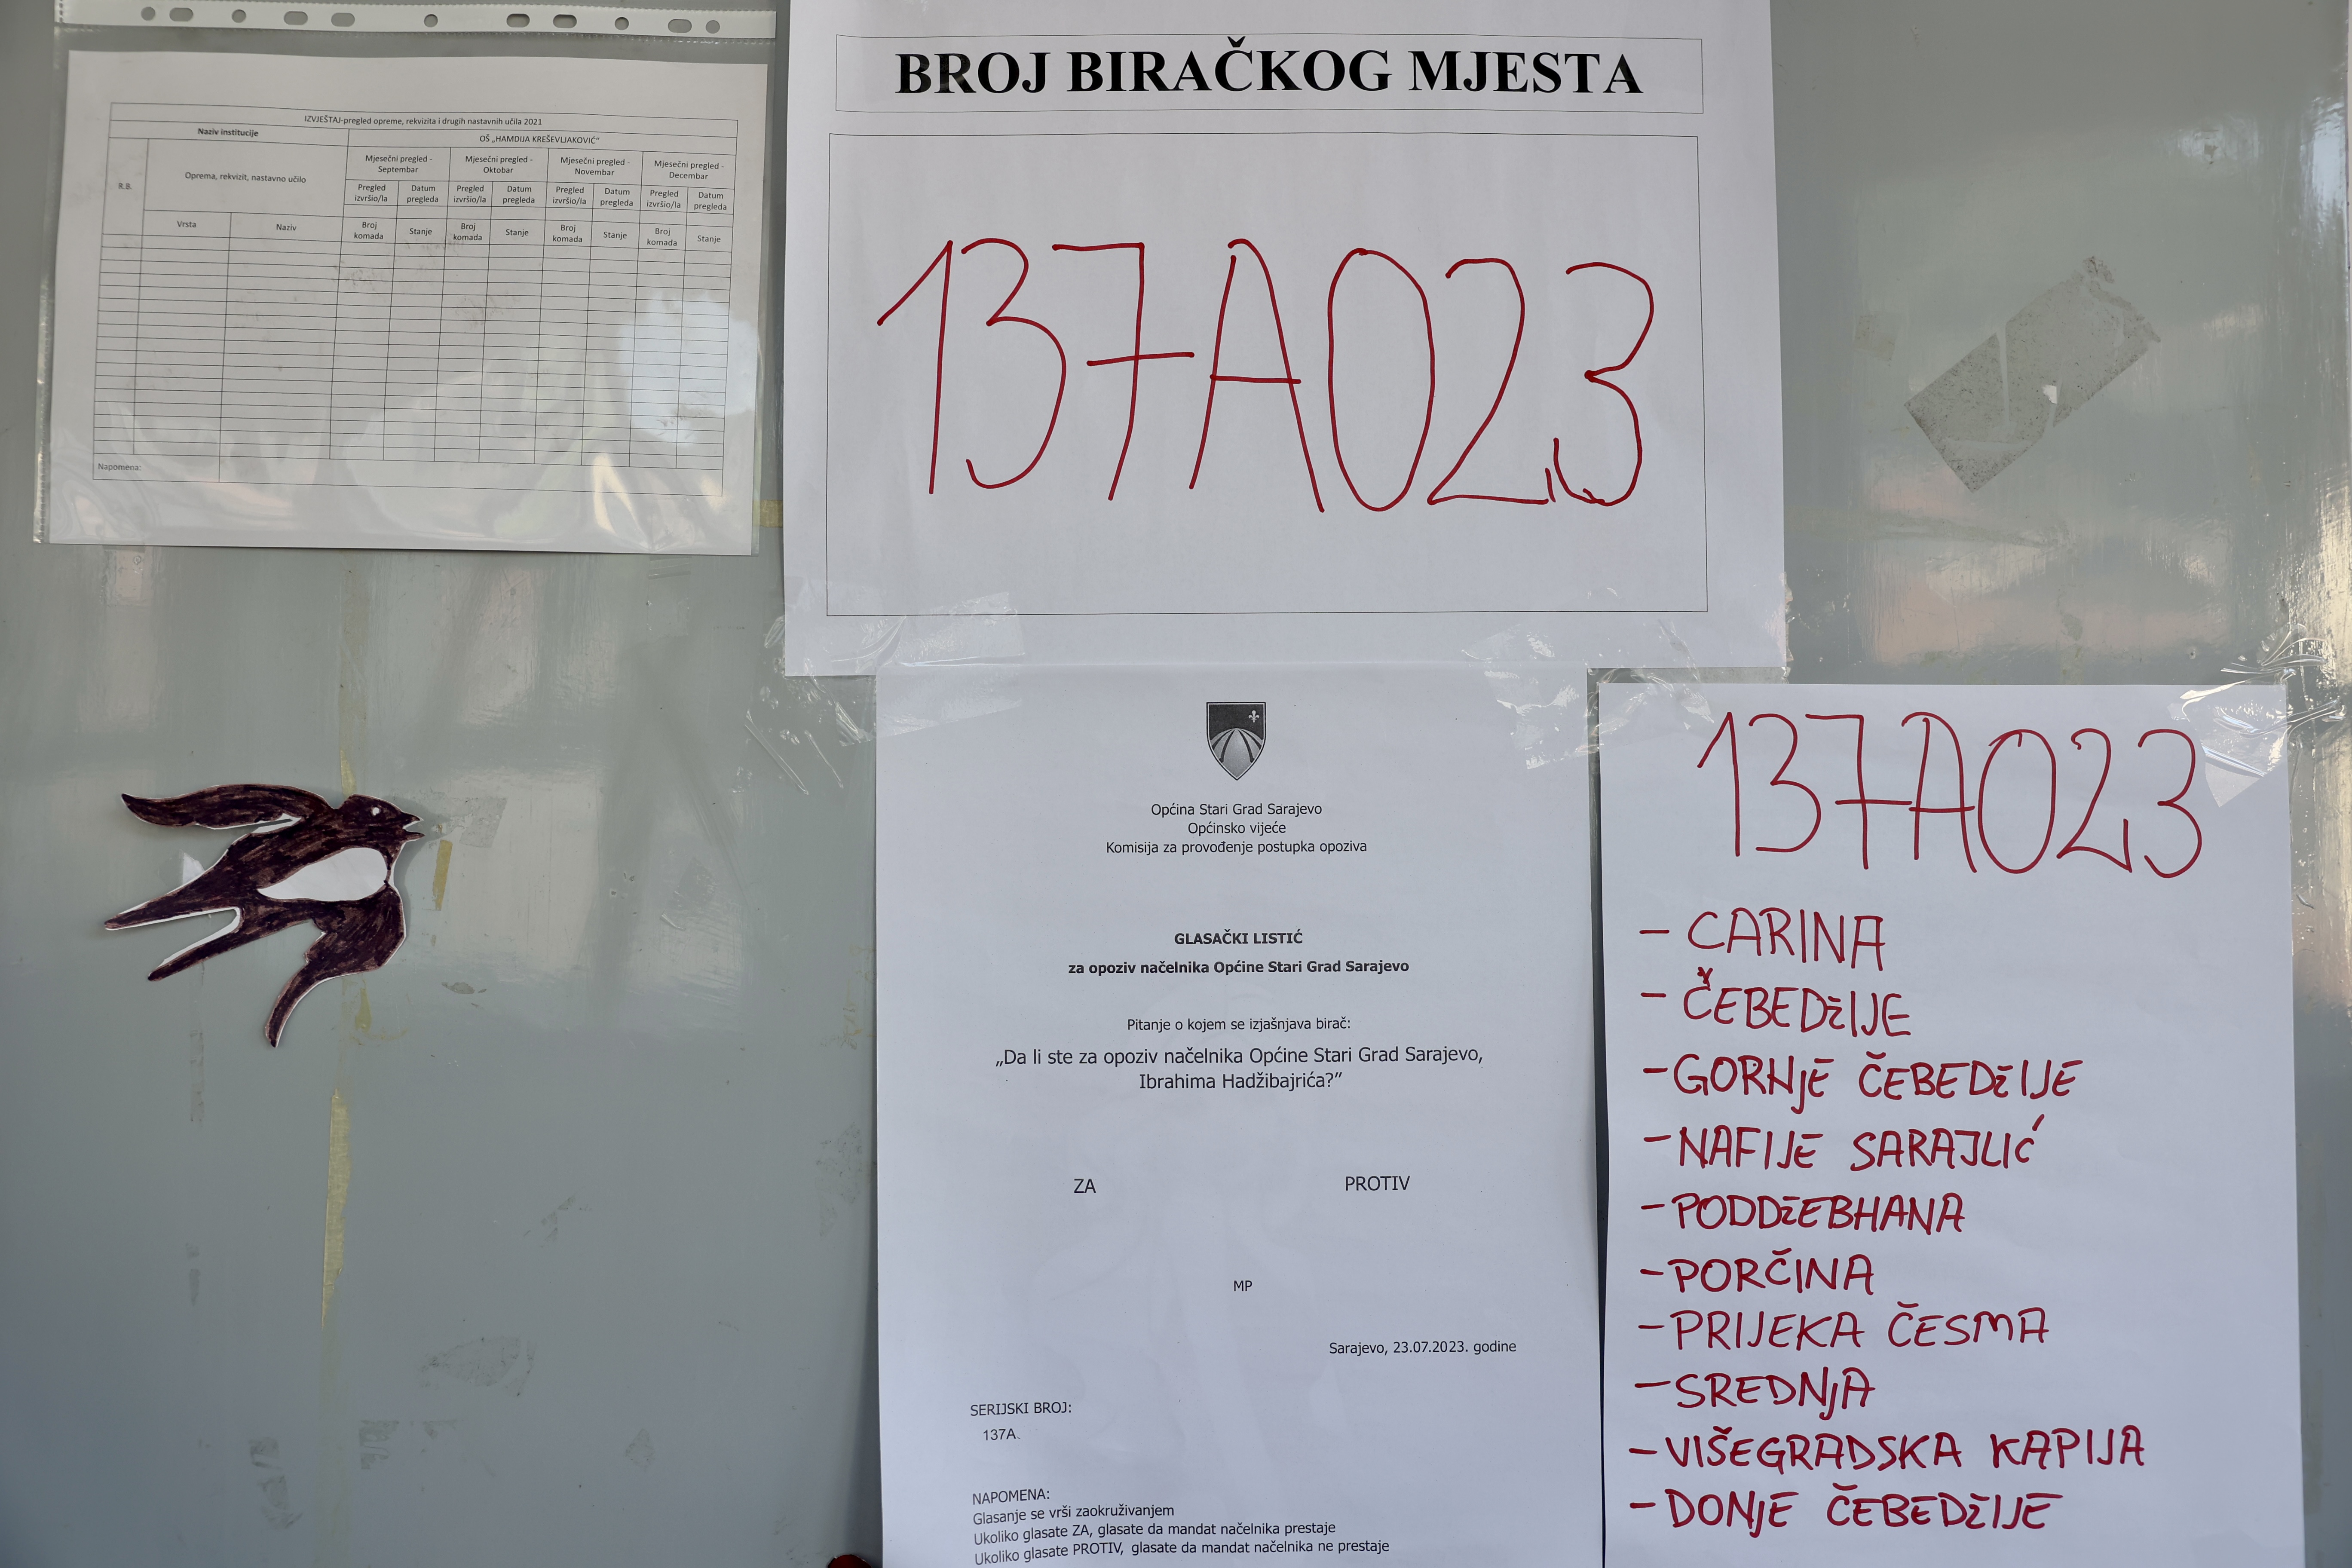 IZVJEŠTAJ-pregled opreme, rekvizita i drugih nastavnih učila 2021
Naziv institucije
OŠ „HAMDIJA KREŠEVLJAKOVIĆ“
R.B.
Oprema, rekvizit, nastavno učilo
Mjesečni pregled -
Septembar
Mjesečni pregled -
Oktobar
Mjesečni pregled -
Novembar
Mjesečni pregled -
Decembar
Pregled
izvršio/la
Datum
pregleda
Pregled
izvršio/la
Datum
pregleda
Pregled
izvršio/la
Datum
pregleda
Pregled
izvršio/la
Datum
pregleda
Vrsta
Naziv
Broj
komada
Stanje
Broj
komada
Stanje
Broj
komada
Stanje
Broj
komada
Stanje
Napomena:
BROJ BIRAČKOG MJESTA
137A023
Općina Stari Grad Sarajevo
Općinsko vijeće
Komisija za provođenje postupka opoziva
GLASAČKI LISTIĆ
za opoziv načelnika Općine Stari Grad Sarajevo
Pitanje o kojem se izjašnjava birač:
„Da li ste za opoziv načelnika Općine Stari Grad Sarajevo,
Ibrahima Hadžibajrića?”
ZA PROTIV
MP
Sarajevo, 23.07.2023. godine
SERIJSKI BROJ:
137A.
NAPOMENA:
Glasanje se vrši zaokruživanjem
Ukoliko glasate ZA, glasate da mandat načelnika prestaje
Ukoliko glasate PROTIV, glasate da mandat načelnika ne prestaje
137A023
- CARINA
- ČEBEDžIJE
- GORNjE ČEBEDžIJE
- NAFIJE SARAJLIĆ
- PODDžEBHANA
- PORČINA
- PRIJEKA ČESMA
- SREDNjA
- VIŠEGRADSKA KAPIJA
- DONjE ČEBEDžIJE